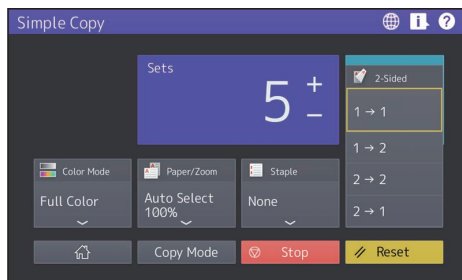 Simple Copy
Sets
5
2-Sided
1 → 1
1 → 2
2 → 2
2 → 1
Color Mode
Full Color
Paper/Zoom
Auto Select
100%
Staple
None
Copy Mode
Stop
Reset